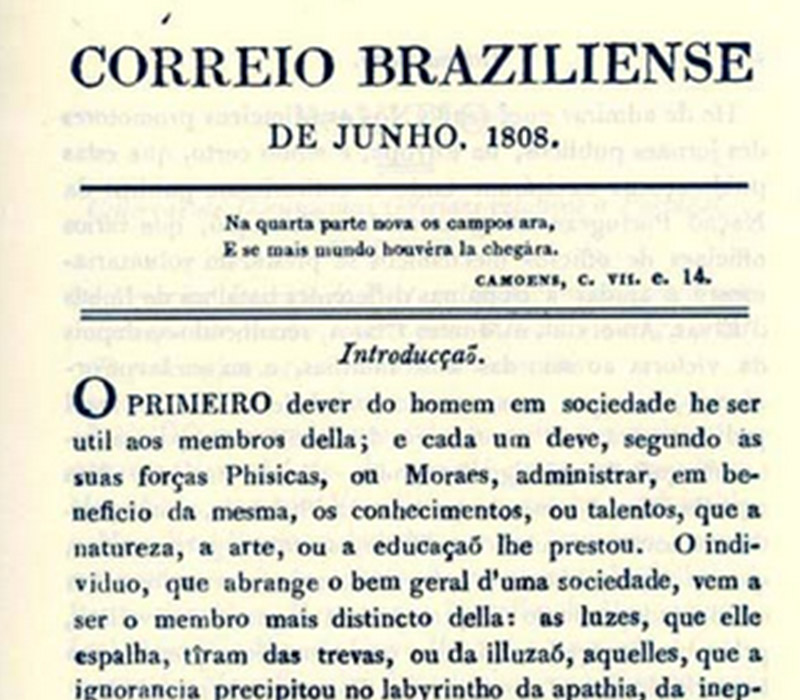 CORREIO BRAZILIENSE
DE JUNHO. 1808.
Na quarta parte nova os campos ara,
E se mais mundo houvéra la chegára.
CAMOENS, C. VII. e. 14.
Introducçaõ.
O PRIMEIRO dever do homem em sociedade he ser
util aos membros della; e cada um deve, segundo as
suas forças Phisicas, ou Moraes, administrar, em be-
neficio da mesma, os conhecimentos, ou talentos, que a
natureza, a arte, ou a educaçaõ lhe prestou. O indi-
viduo, que abrange o bem geral d'uma sociedade, vem a
ser o membro mais distincto della: as luzes, que elle
espalha, tîram das trevas, ou da illuzaõ, aquelles, que a
ignorancia precipitou no labyrintho da apathia, da inep-